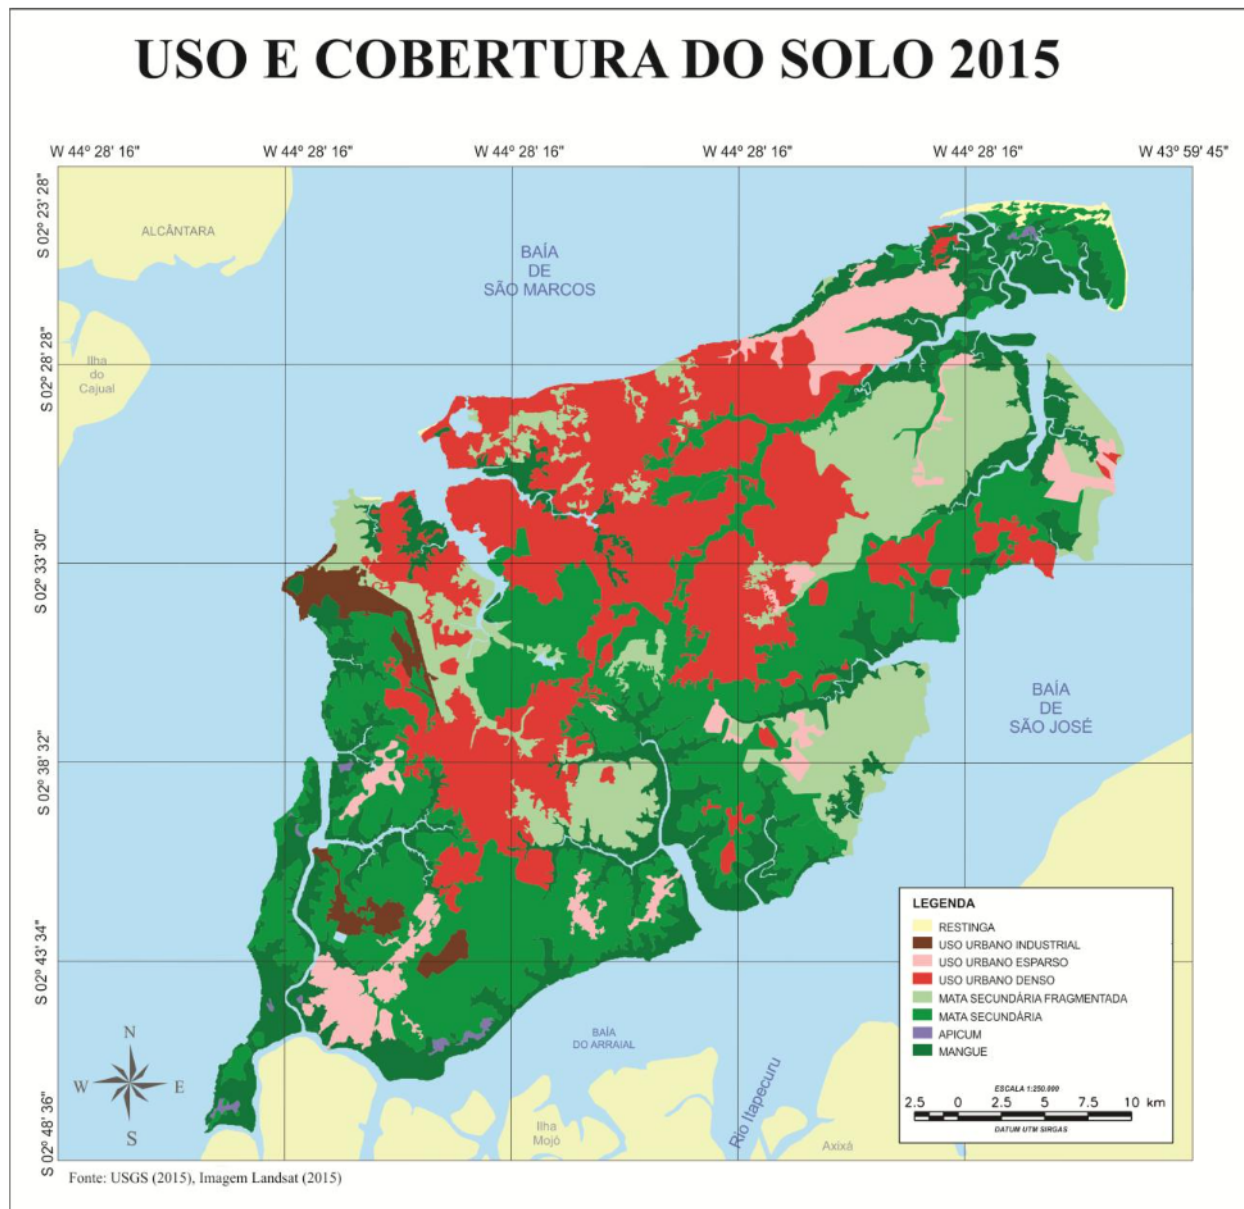 USO E COBERTURA DO SOLO 2015
W 44º 28' 16"
W 44º 28' 16"
W 44º 28' 16"
W 44º 28' 16"
W 44º 28' 16"
W 43º 59' 45"
S 02º 23' 28"
S 02º 28' 28"
S 02º 33' 30"
S 02º 38' 32"
S 02º 43' 34"
S 02º 48' 36"
ALCÂNTARA
BAÍA
DE
SÃO MARCOS
Ilha
do
Cajual
BAÍA
DE
SÃO JOSÉ
BAÍA
DO ARRAIAL
Rio Itapecuru
Ilha
Mojó
Axixá
N
W
E
S
LEGENDA
RESTINGA
USO URBANO INDUSTRIAL
USO URBANO ESPARSO
USO URBANO DENSO
MATA SECUNDÁRIA FRAGMENTADA
MATA SECUNDÁRIA
APICUM
MANGUE
ESCALA 1:250.000
2.5 0 2.5 5 7.5 10 km
DATUM UTM SIRGAS
Fonte: USGS (2015), Imagem Landsat (2015)